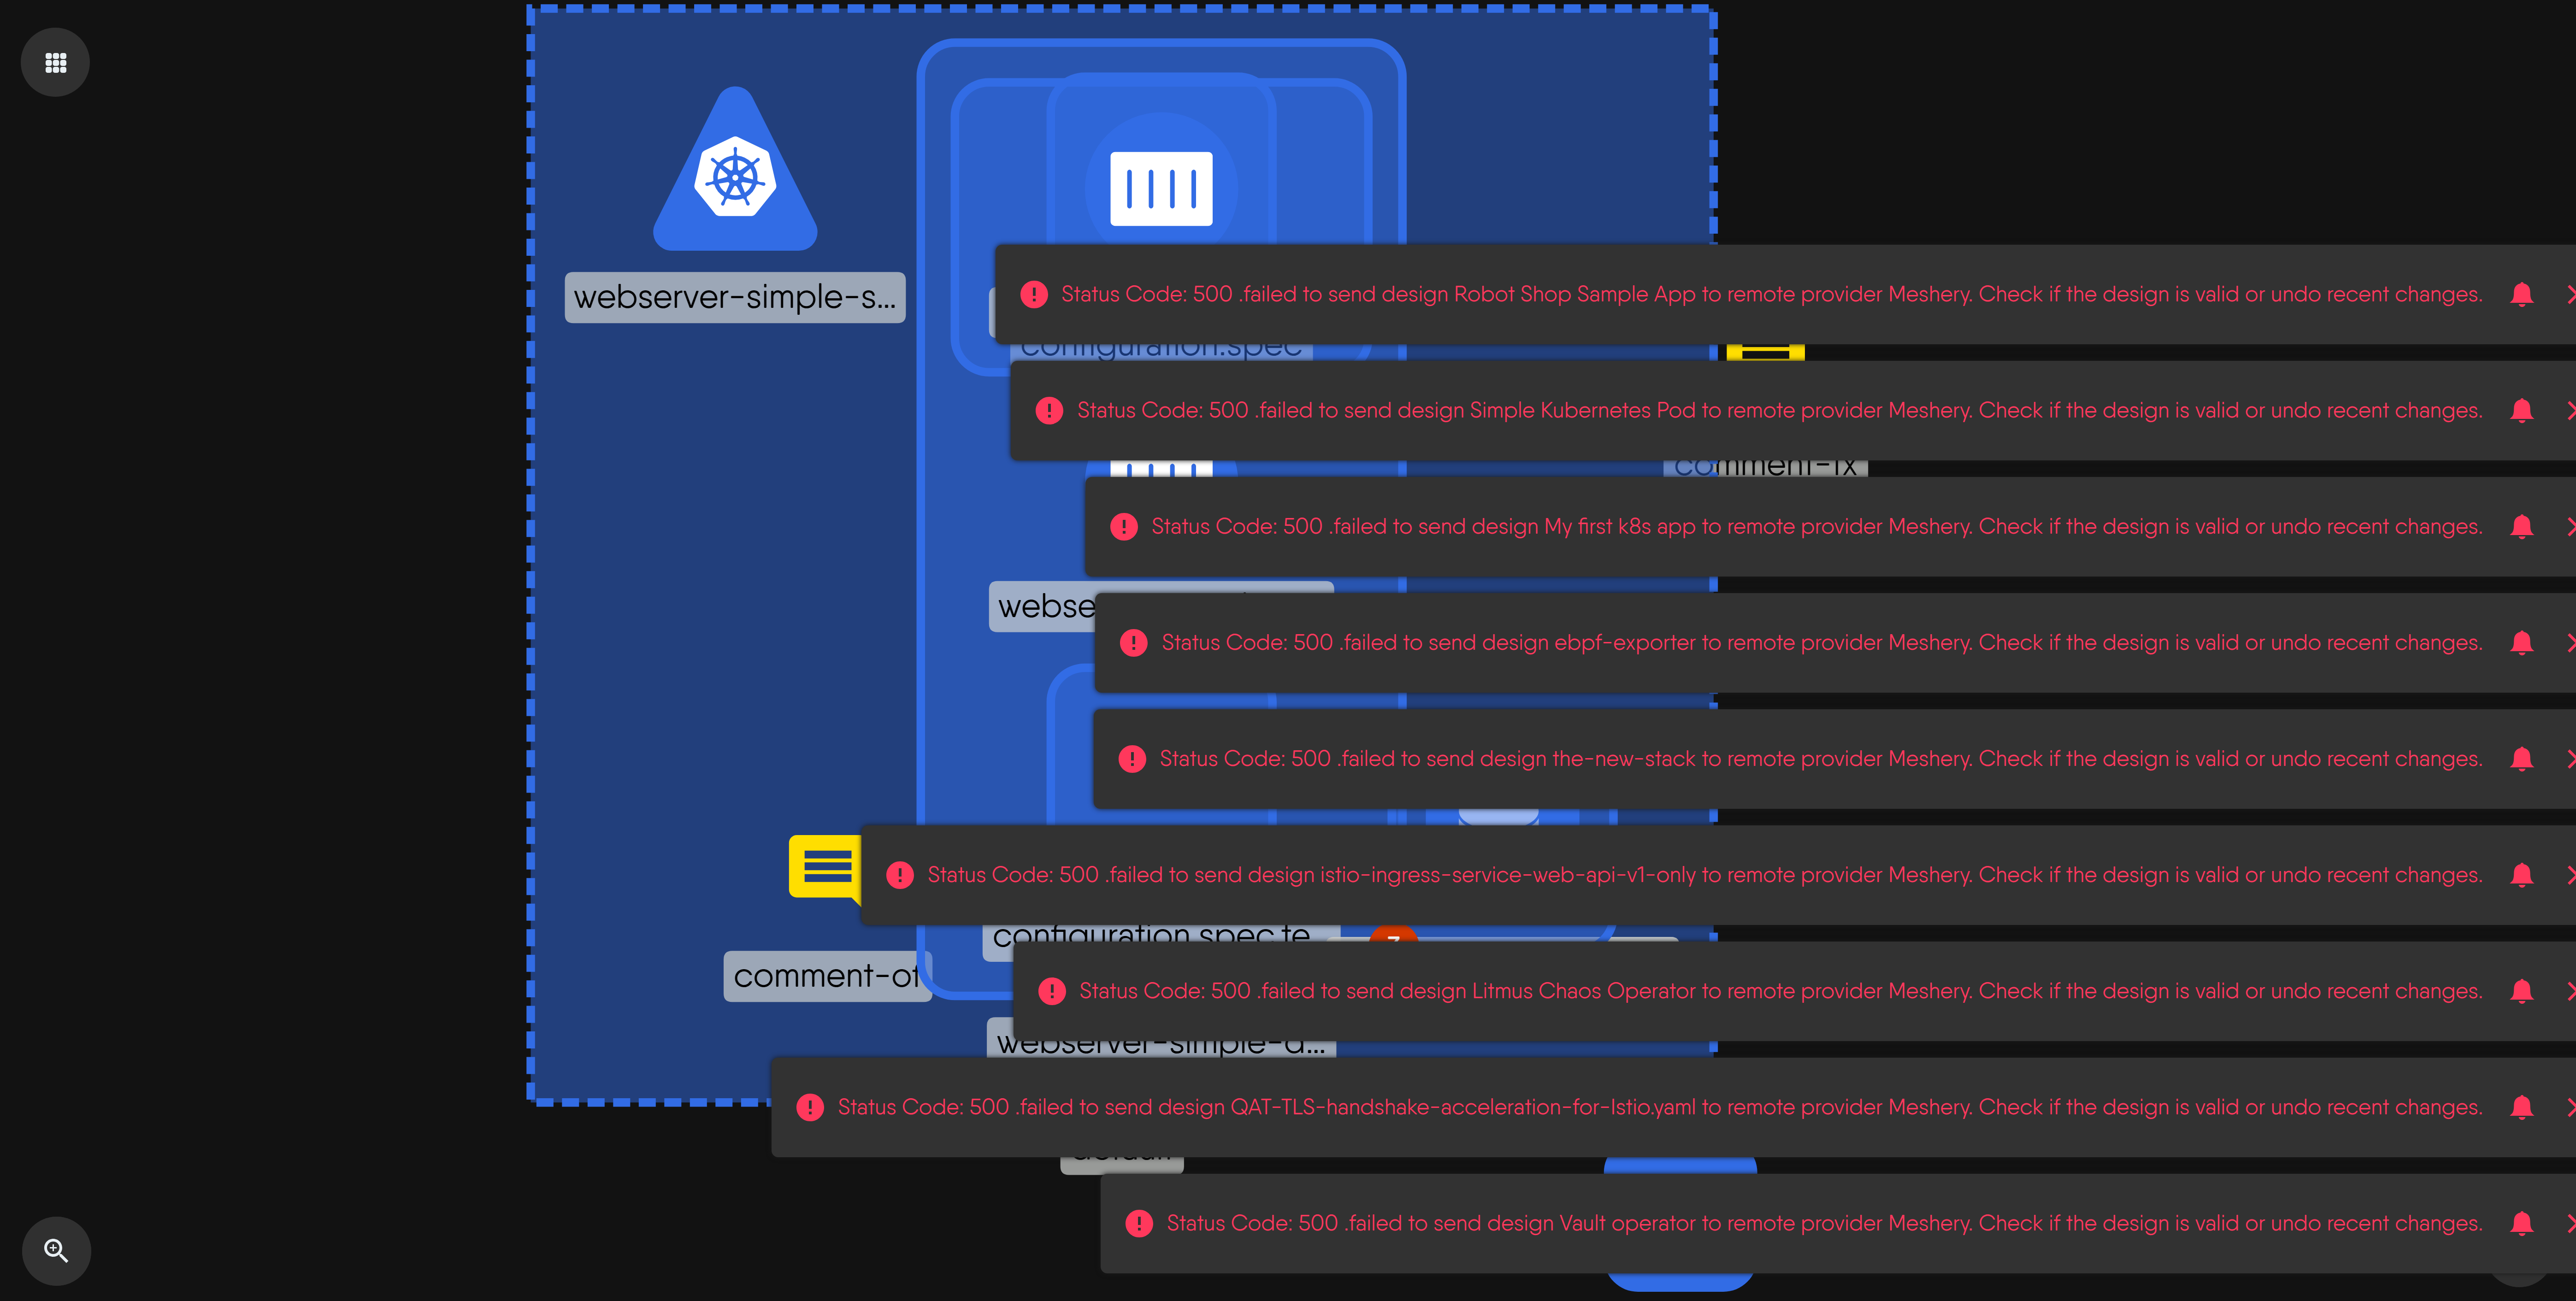 webserver-simple-s...
Status Code: 500 .failed to send design Robot Shop Sample App to remote provider Meshery. Check if the design is valid or undo recent changes.
configuration.spec
Status Code: 500 .failed to send design Simple Kubernetes Pod to remote provider Meshery. Check if the design is valid or undo recent changes.
comment-fx
Status Code: 500 .failed to send design My first k8s app to remote provider Meshery. Check if the design is valid or undo recent changes.
webse
Status Code: 500 .failed to send design ebpf-exporter to remote provider Meshery. Check if the design is valid or undo recent changes.
Status Code: 500 .failed to send design the-new-stack to remote provider Meshery. Check if the design is valid or undo recent changes.
Status Code: 500 .failed to send design istio-ingress-service-web-api-v1-only to remote provider Meshery. Check if the design is valid or undo recent changes.
configuration.spec.te...
comment-of
Status Code: 500 .failed to send design Litmus Chaos Operator to remote provider Meshery. Check if the design is valid or undo recent changes.
webserver-simple-d...
Status Code: 500 .failed to send design QAT-TLS-handshake-acceleration-for-Istio.yaml to remote provider Meshery. Check if the design is valid or undo recent changes.
default
Status Code: 500 .failed to send design Vault operator to remote provider Meshery. Check if the design is valid or undo recent changes.